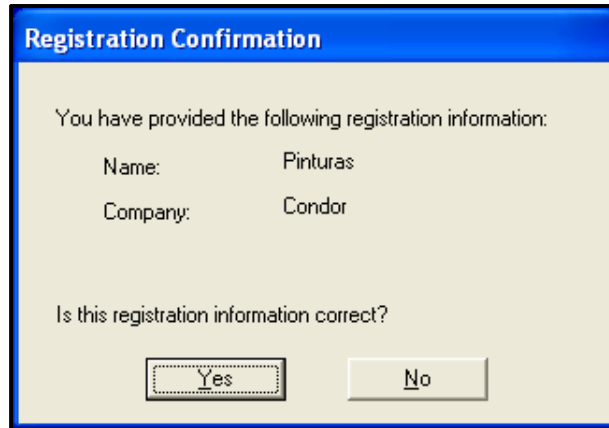 Registration Confirmation
You have provided the following registration information:
Name: Pinturas
Company: Condor
Is this registration information correct?
Yes No